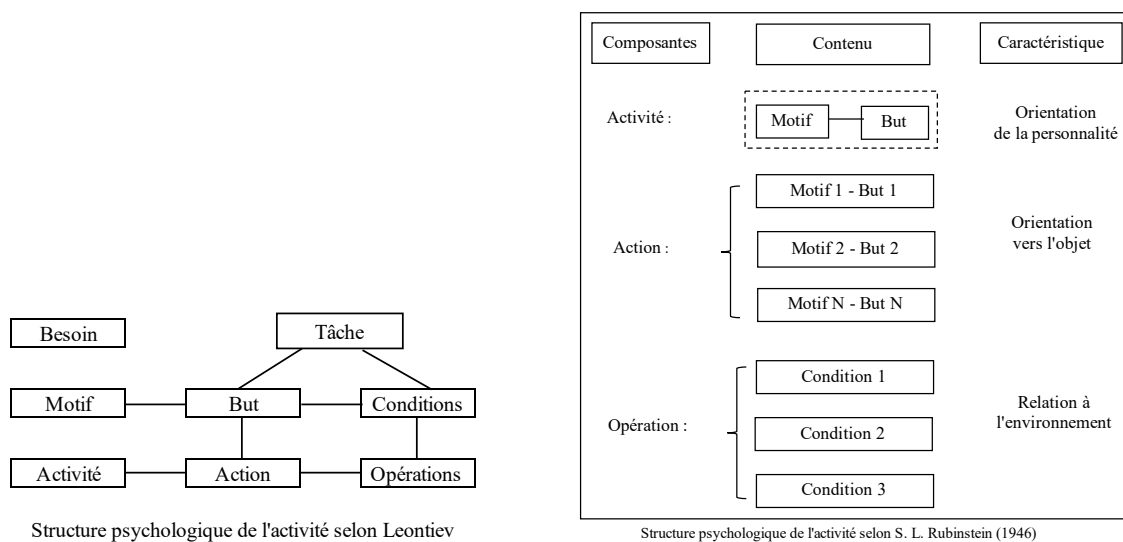 Besoin
Tâche
Motif
But
Conditions
Activité
Action
Opérations
Structure psychologique de l'activité selon Leontiev
Composantes
Contenu
Caractéristique
Activité :
Motif
But
Orientation
de la personnalité
Action :
Motif 1 - But 1
Motif 2 - But 2
Motif N - But N
Orientation
vers l'objet
Opération :
Condition 1
Condition 2
Condition 3
Relation à
l'environnement
Structure psychologique de l'activité selon S. L. Rubinstein (1946)